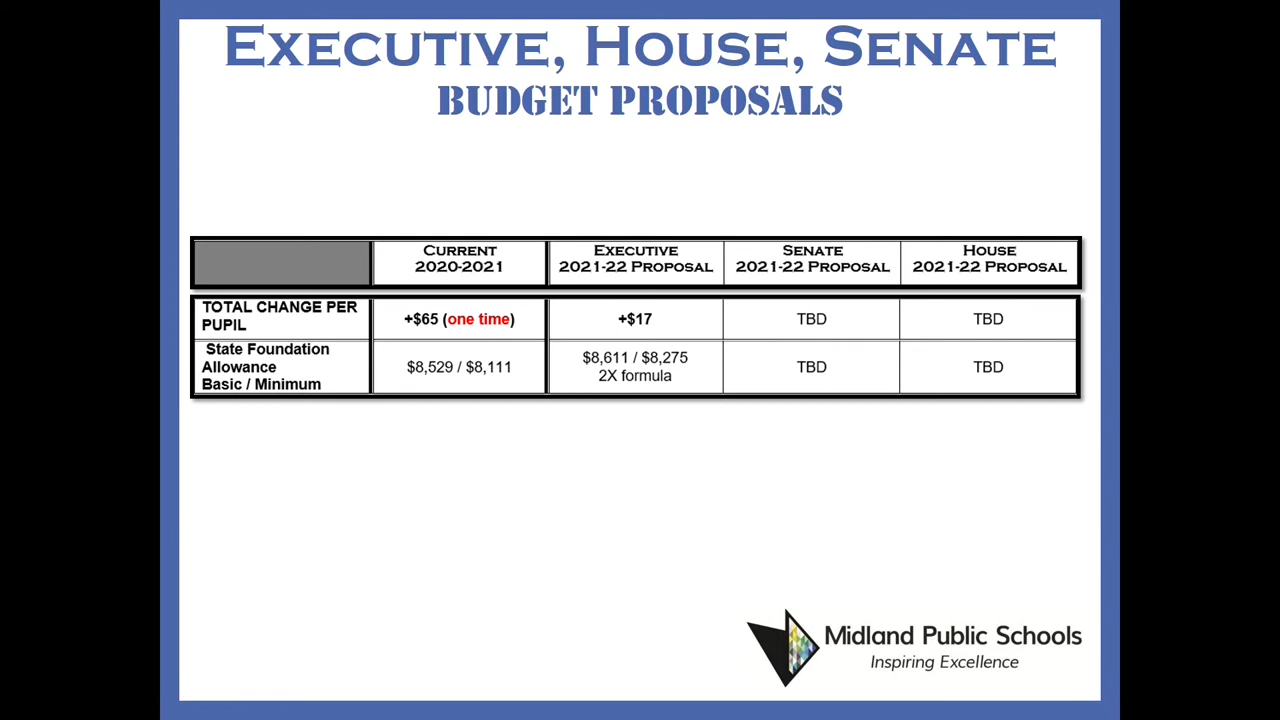 Executive, House, Senate
Budget Proposals
Current
2020-2021
Executive
2021-22 Proposal
Senate
2021-22 Proposal
House
2021-22 Proposal
TOTAL CHANGE PER
PUPIL
+$65 (one time)
+$17
TBD
TBD
State Foundation
Allowance
Basic / Minimum
$8,529 / $8,111
$8,611 / $8,275
2X formula
TBD
TBD
Midland Public Schools
Inspiring Excellence